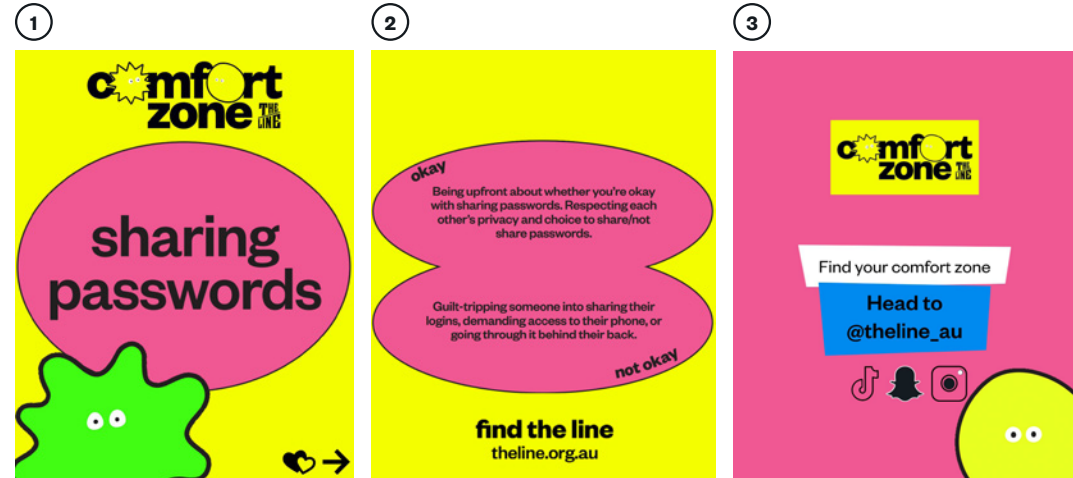 1
comfort
zone THE LINE
sharing
passwords
2
okay
Being upfront about whether you're okay
with sharing passwords. Respecting each
other's privacy and choice to share/not
share passwords.
Guilt-tripping someone into sharing their
logins, demanding access to their phone, or
going through it behind their back.
not okay
find the line
theline.org.au
3
comfort
zone THE LINE
Find your comfort zone
Head to
@theline_au